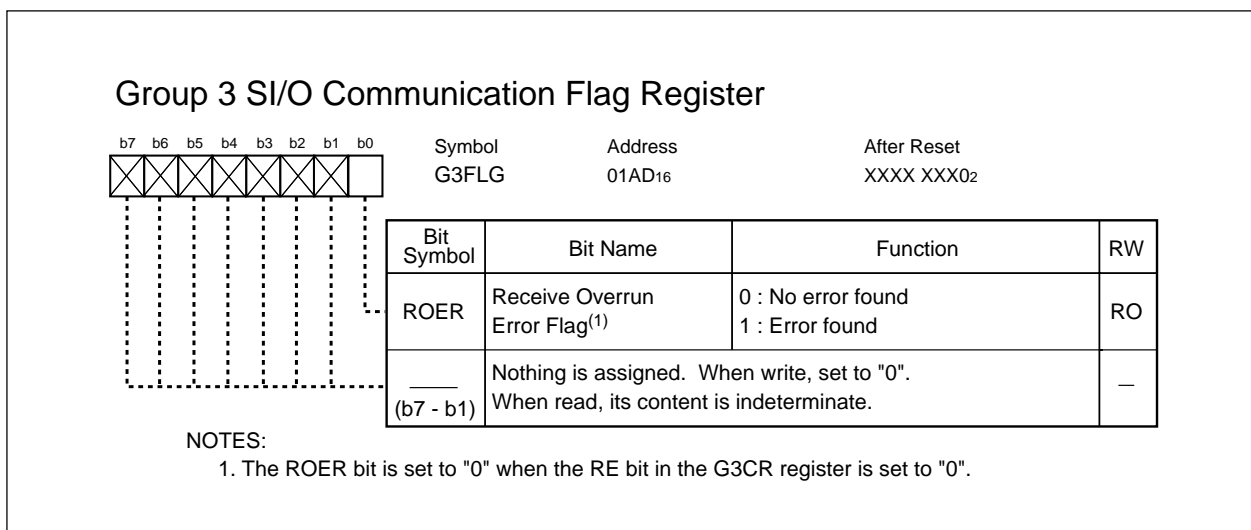 Group 3 SI/O Communication Flag Register
b7 b6 b5 b4 b3 b2 b1 b0
Symbol Address After Reset
G3FLG 01AD16 XXXX XXX02
Bit Symbol Bit Name Function RW
ROER Receive Overrun Error Flag(1) 0 : No error found RO
1 : Error found
(b7 - b1) Nothing is assigned. When write, set to "0". —
When read, its content is indeterminate.
NOTES:
1. The ROER bit is set to "0" when the RE bit in the G3CR register is set to "0".